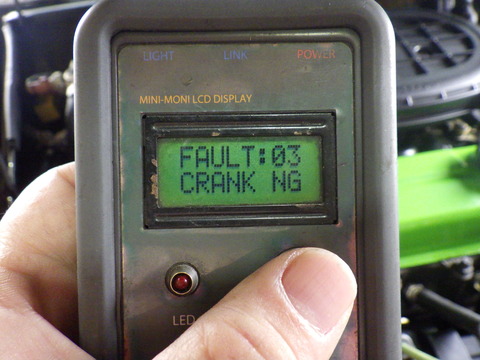 LIGHT LINK POWER
MINI-MONI LCD DISPLAY
FAULT:03
CRANK NG
LED